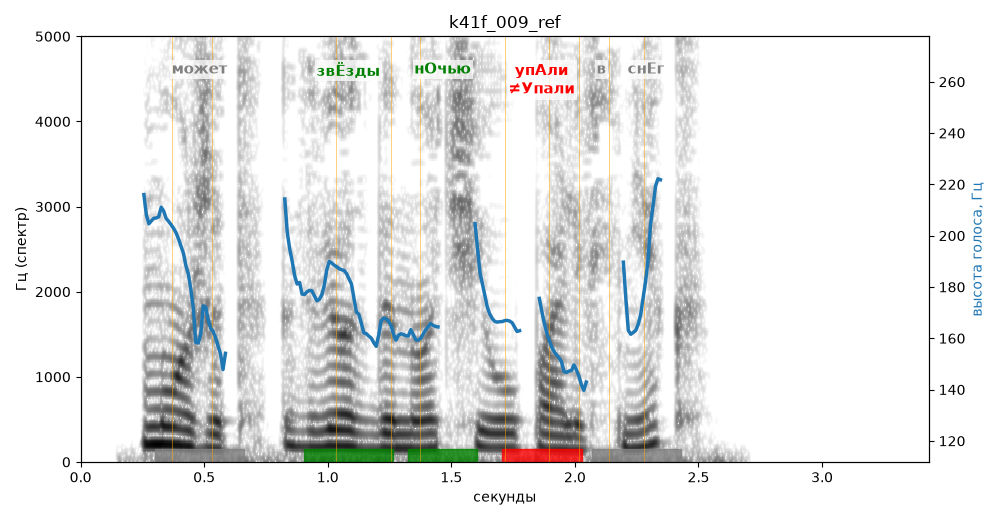 k41f_009_ref
может
звЁзды
нОчью
упАли
≠Упали
в
снЕг
5000
4000
3000
2000
1000
0
Гц (спектр)
260
240
220
200
180
160
140
120
высота голоса, Гц
0.0 0.5 1.0 1.5 2.0 2.5 3.0
секунды